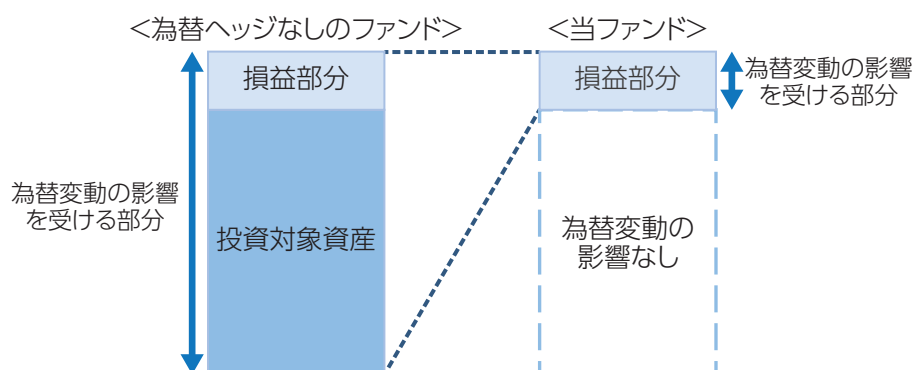 <為替ヘッジなしのファンド>
<当ファンド>
損益部分
損益部分
為替変動の影響
を受ける部分
為替変動の影響
を受ける部分
投資対象資産
為替変動の
影響なし